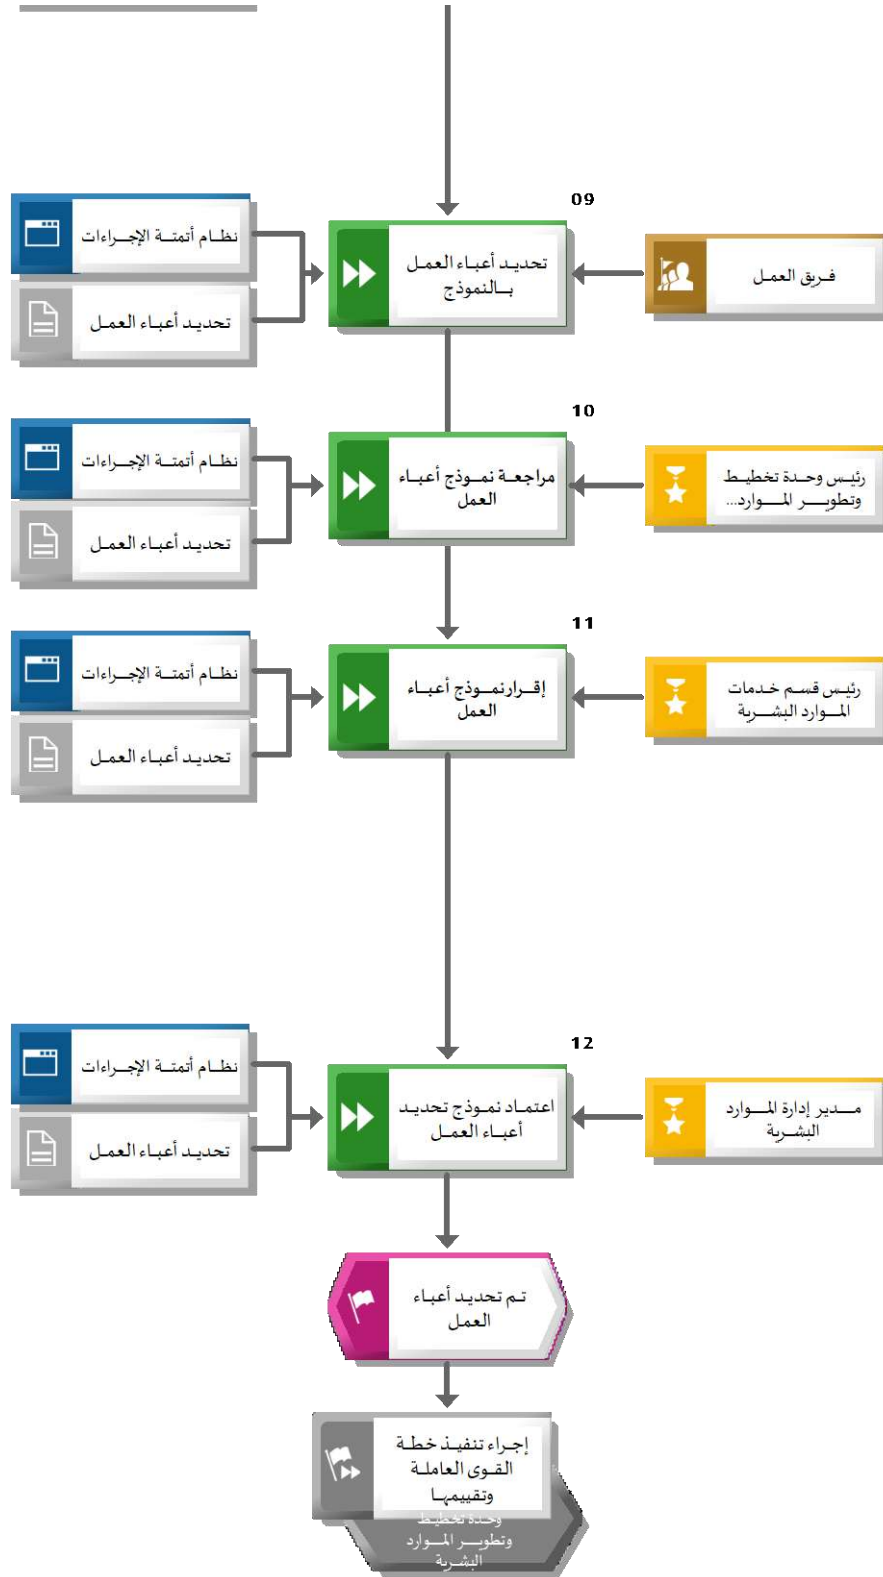 09
فريق العمل
تحديد أعباء العمل
بالنموذج
نظام أتمتة الإجراءات
تحديد أعباء العمل
10
رئيس وحدة تخطيط
وتطوير الموارد...
مراجعة نموذج أعباء
العمل
نظام أتمتة الإجراءات
تحديد أعباء العمل
11
رئيس قسم خدمات
الموارد البشرية
إقرار نموذج أعباء
العمل
نظام أتمتة الإجراءات
تحديد أعباء العمل
12
مدير إدارة الموارد
البشرية
اعتماد نموذج تحديد
أعباء العمل
نظام أتمتة الإجراءات
تحديد أعباء العمل
تم تحديد أعباء
العمل
إجراء تنفيذ خطة
القوى العاملة
وتقييمها
وحدة تخطيط
وتطوير الموارد
البشرية